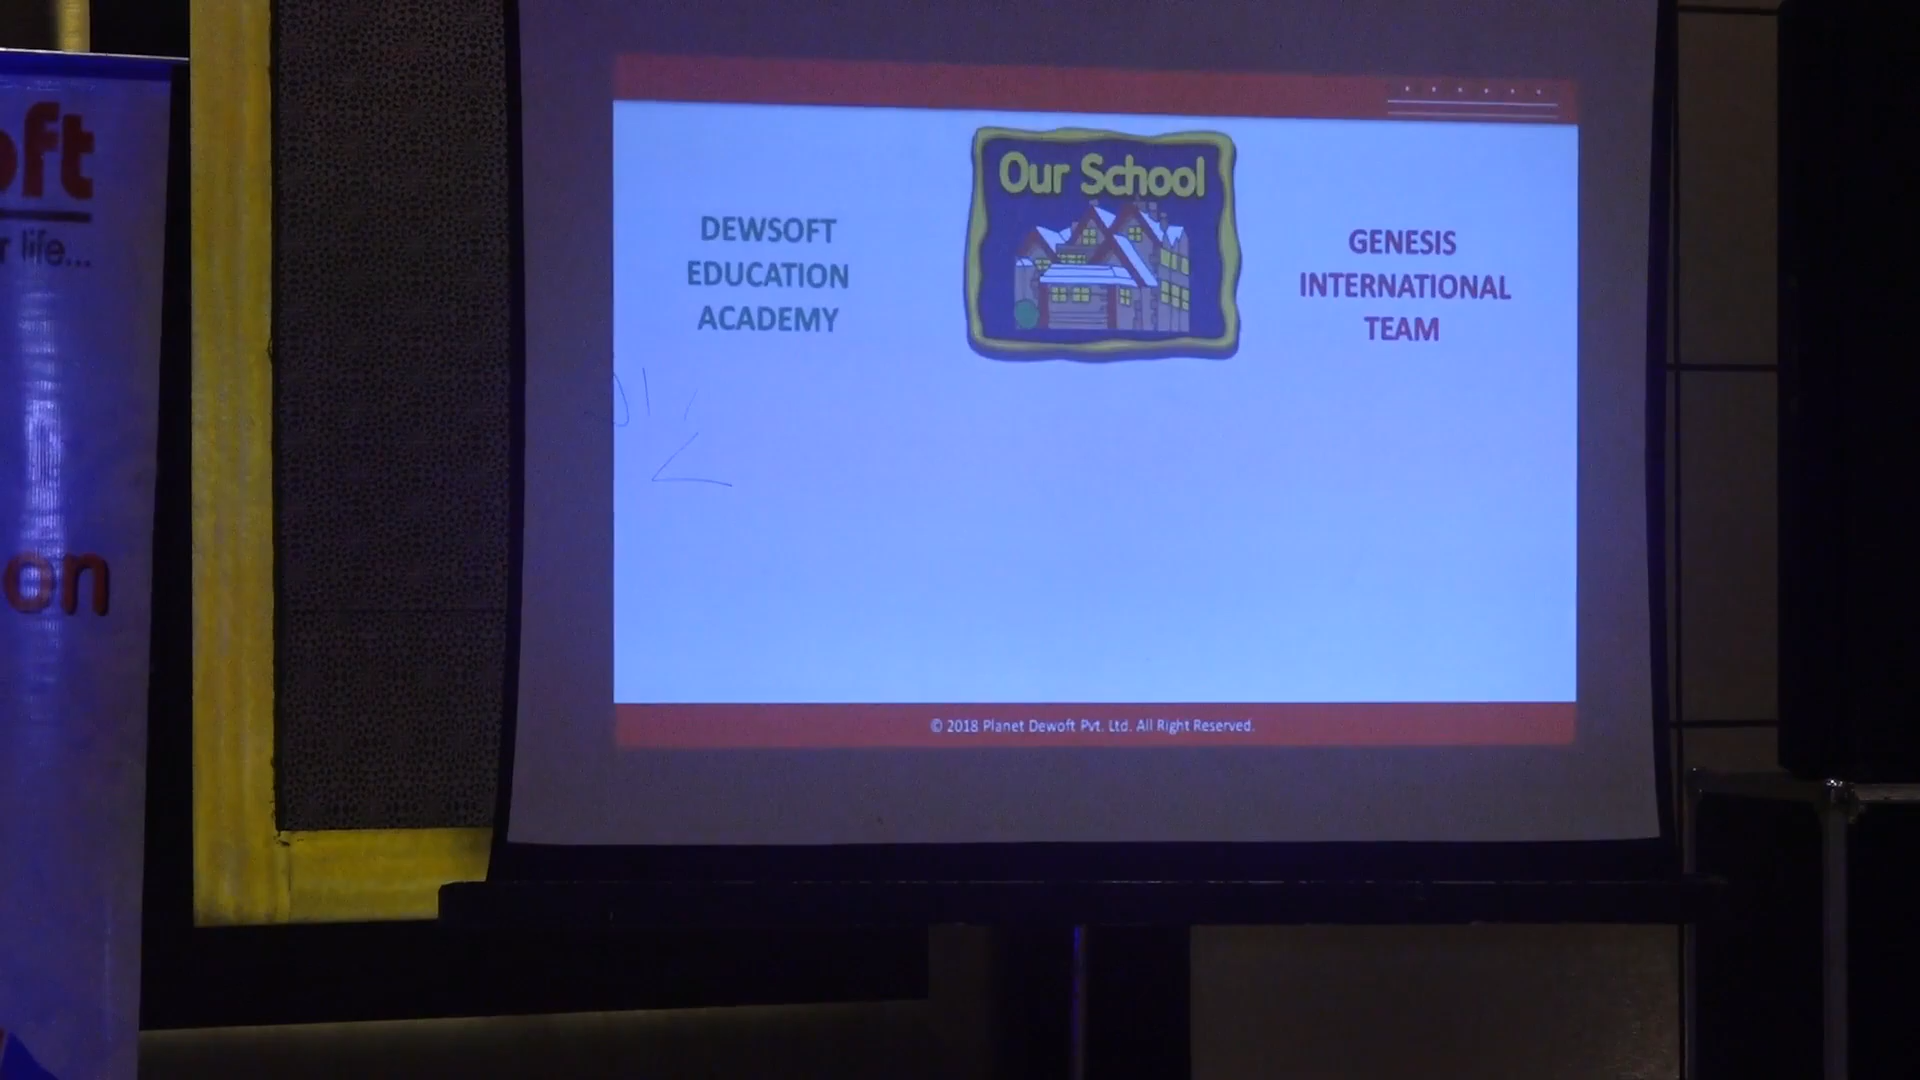 oft
r life...
on
Our School
DEWSOFT
EDUCATION
ACADEMY
GENESIS
INTERNATIONAL
TEAM
© 2018 Planet Dewoft Pvt. Ltd. All Right Reserved.